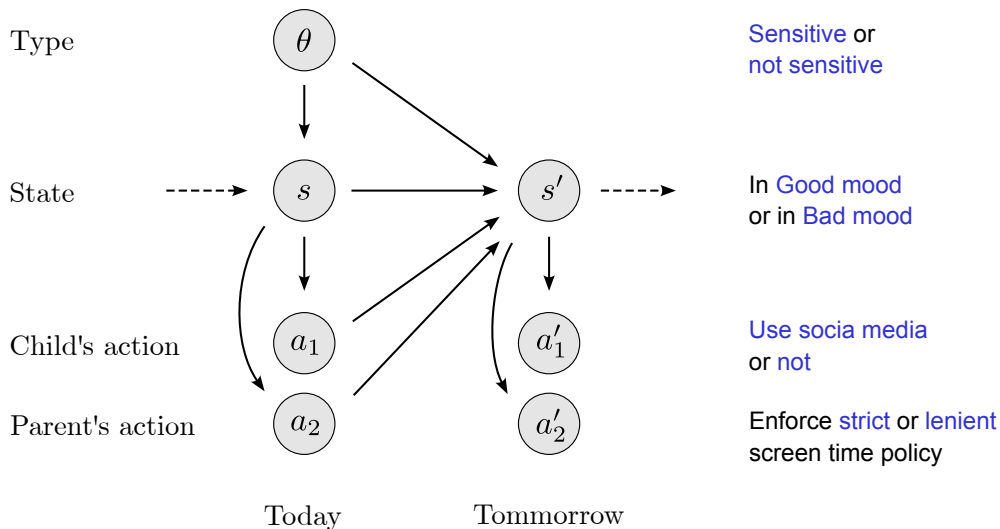 Type θ Sensitive or
not sensitive
State s s′ In Good mood
or in Bad mood
Child's action a₁ a′₁ Use socia media
or not
Parent's action a₂ a′₂ Enforce strict or lenient
screen time policy
Today Tommorrow